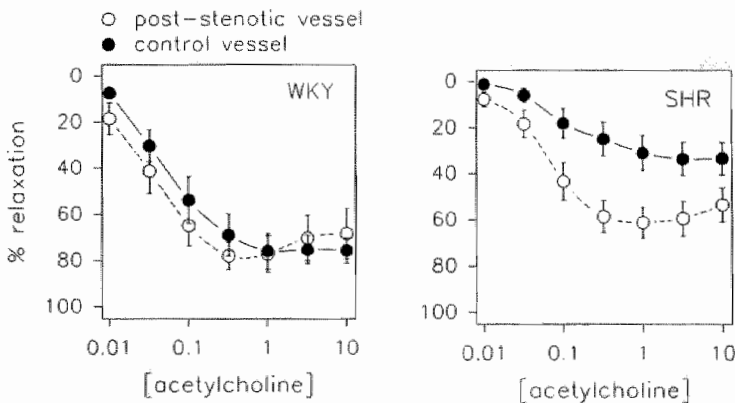 post-stenotic vessel
control vessel
% relaxation
0
20
40
60
80
100
WKY
0.01
0.1
1
10
[acetylcholine]
0
20
40
60
80
100
SHR
0.01
0.1
1
10
[acetylcholine]